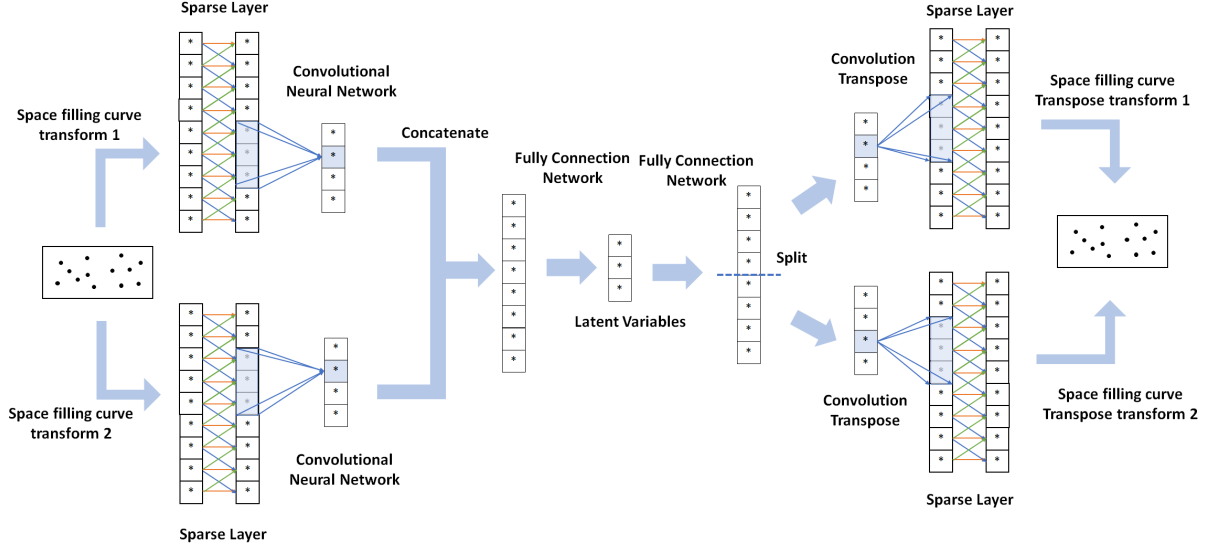 Sparse Layer
Convolutional
Neural Network
Space filling curve
transform 1
Concatenate
Space filling curve
transform 2
Convolutional
Neural Network
Sparse Layer
Fully Connection
Network
Latent Variables
Fully Connection
Network
Split
Sparse Layer
Convolution
Transpose
Space filling curve
Transpose transform 1
Convolution
Transpose
Space filling curve
Transpose transform 2
Sparse Layer